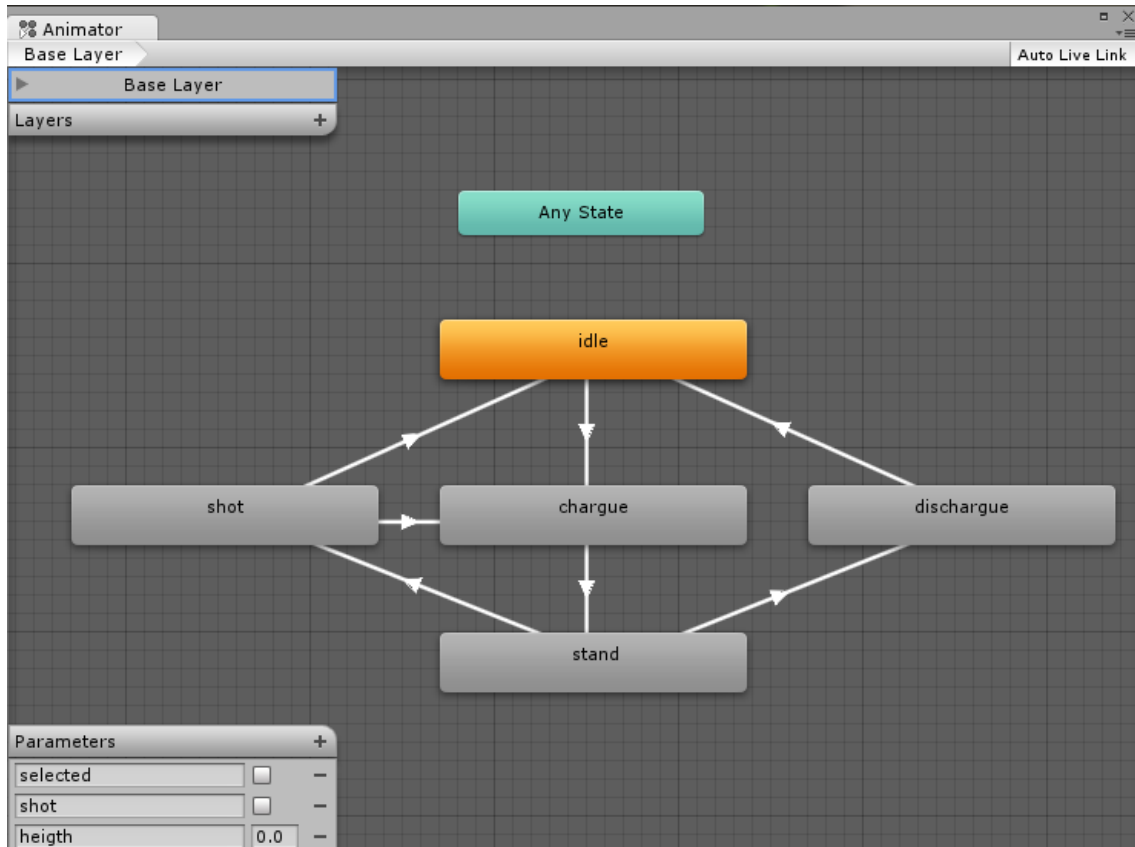 Animator
Base Layer
Auto Live Link
Base Layer
Layers +
Any State
idle
shot
chargue
dischargue
stand
Parameters +
selected
shot
heigth 0.0